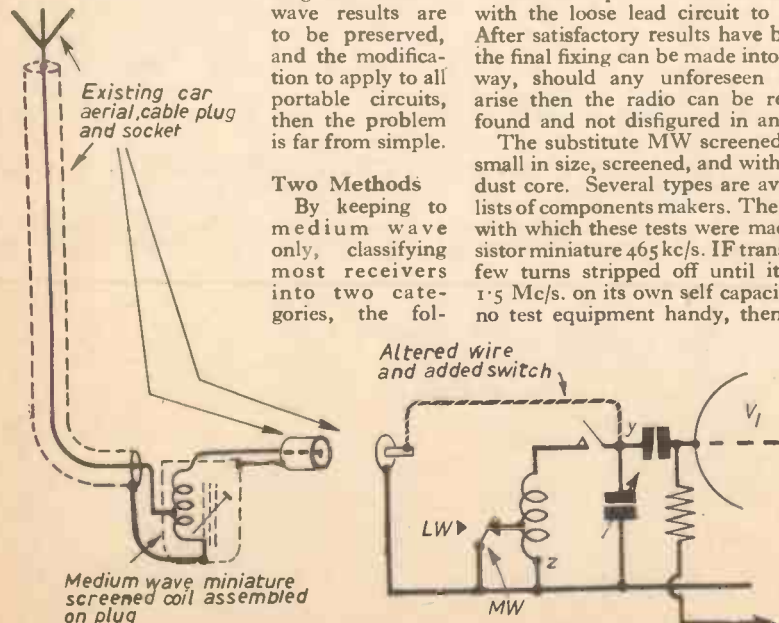 wave results are
to be preserved,
and the modifica-
tion to apply to all
portable circuits,
then the problem
is far from simple.
Two Methods
By keeping to
medium wave
only, classifying
most receivers
into two cate-
gories, the fol-
with the loose lead circuit to
After satisfactory results have b
the final fixing can be made into
way, should any unforeseen
arise then the radio can be re
found and not disfigured in an
The substitute MW screened
small in size, screened, and with
dust core. Several types are av
lists of components makers. The
with which these tests were mad
sistor miniature 465 kc/s. IF tran
few turns stripped off until it
1·5 Mc/s. on its own self capaci
no test equipment handy, then
Existing car
aerial, cable plug
and socket
Medium wave miniature
screened coil assembled
on plug
Altered wire
and added switch
y
V1
LW
z
MW